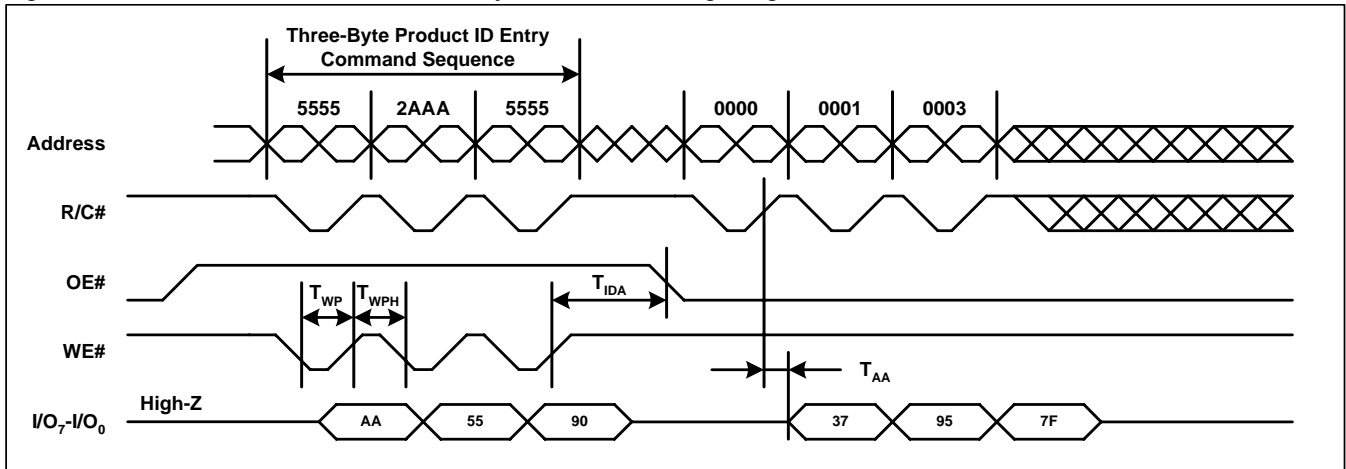 Three-Byte Product ID Entry
Command Sequence
5555 2AAA 5555 0000 0001 0003
Address
R/C#
OE#
TWP TWPH TIDA
WE#
TAA
High-Z
I/O7-I/O0
AA 55 90 37 95 7F